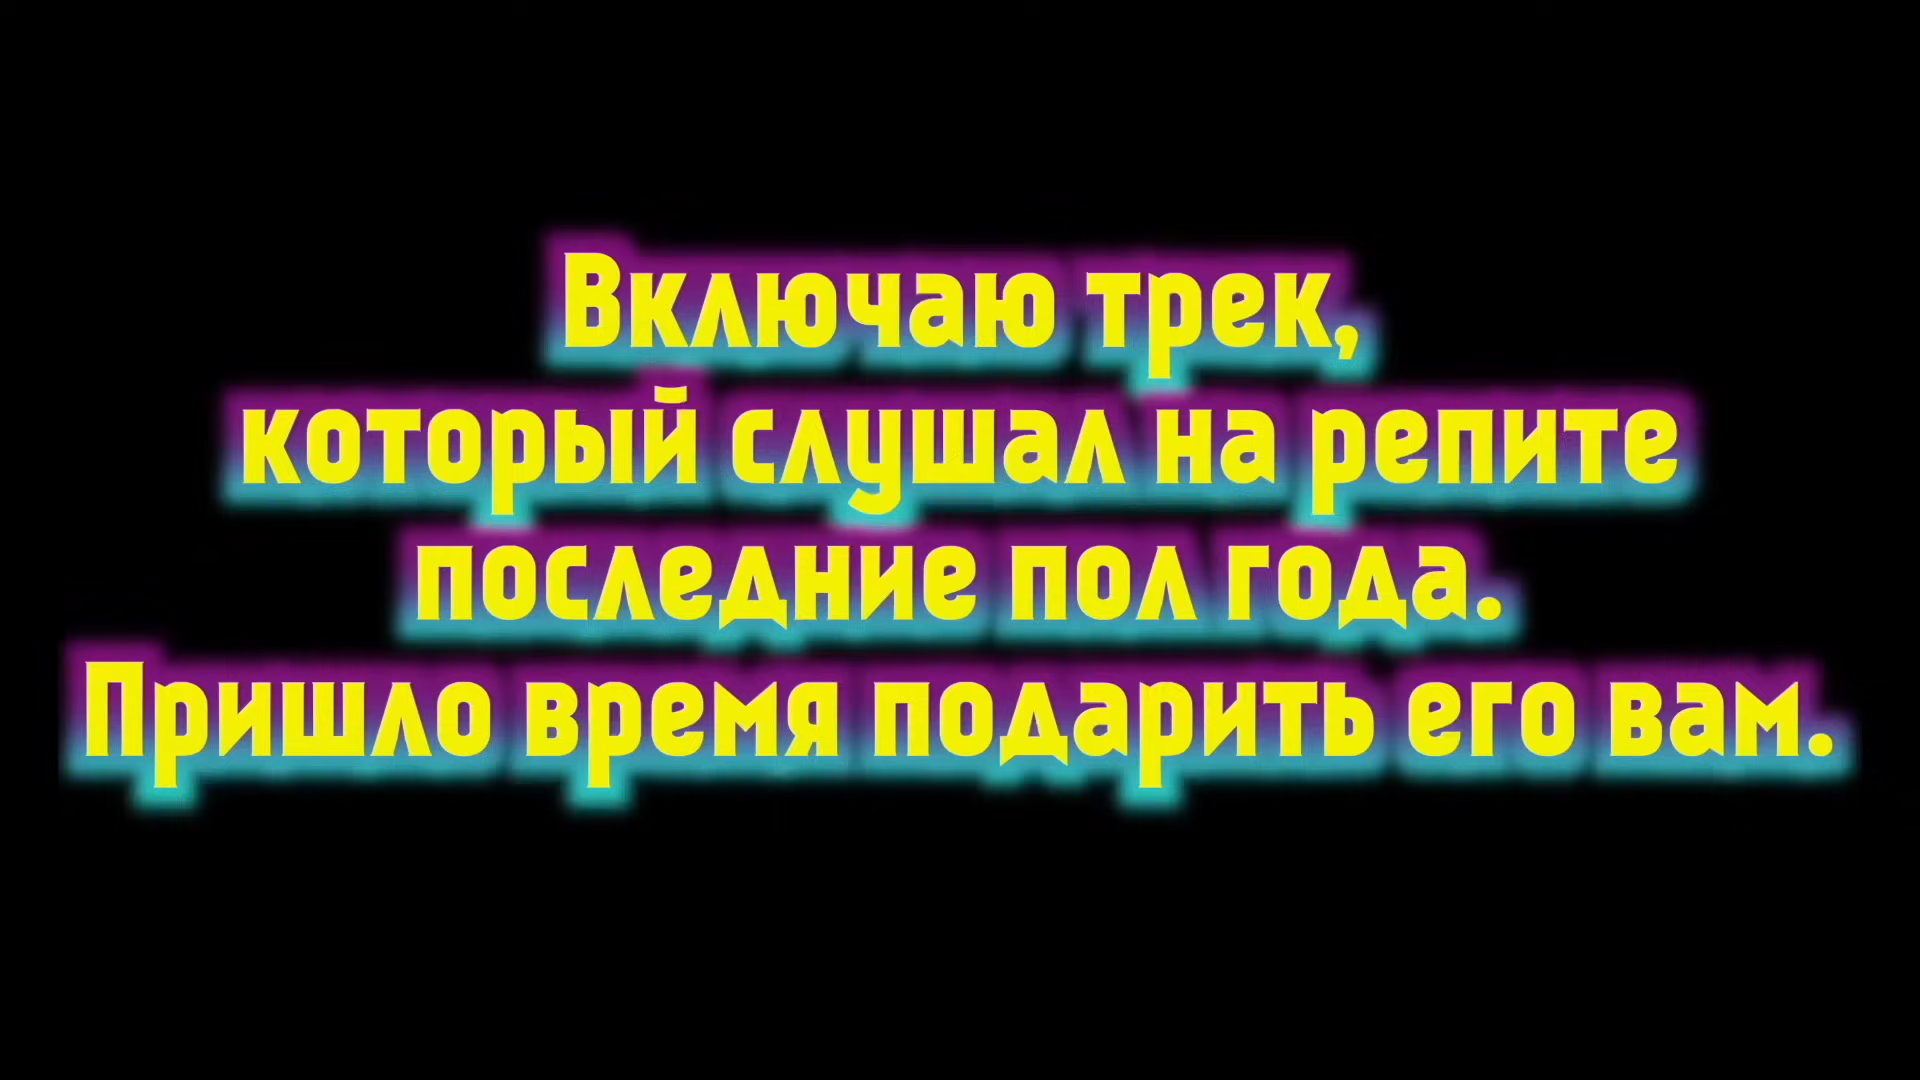 Включаю трек,
который слушал на репите
последние пол года.
Пришло время подарить его вам.